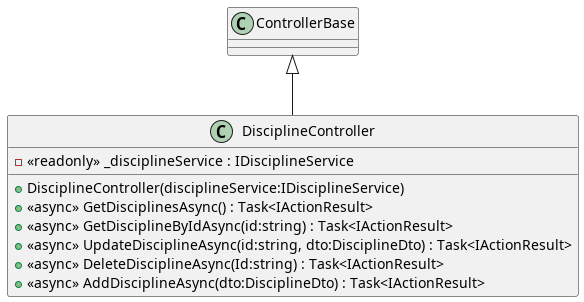 C ControllerBase
C DisciplineController
«readonly» _disciplineService : IDisciplineService
DisciplineController(disciplineService:IDisciplineService)
«async» GetDisciplinesAsync() : Task<IActionResult>
«async» GetDisciplineByIdAsync(id:string) : Task<IActionResult>
«async» UpdateDisciplineAsync(id:string, dto:DisciplineDto) : Task<IActionResult>
«async» DeleteDisciplineAsync(Id:string) : Task<IActionResult>
«async» AddDisciplineAsync(dto:DisciplineDto) : Task<IActionResult>